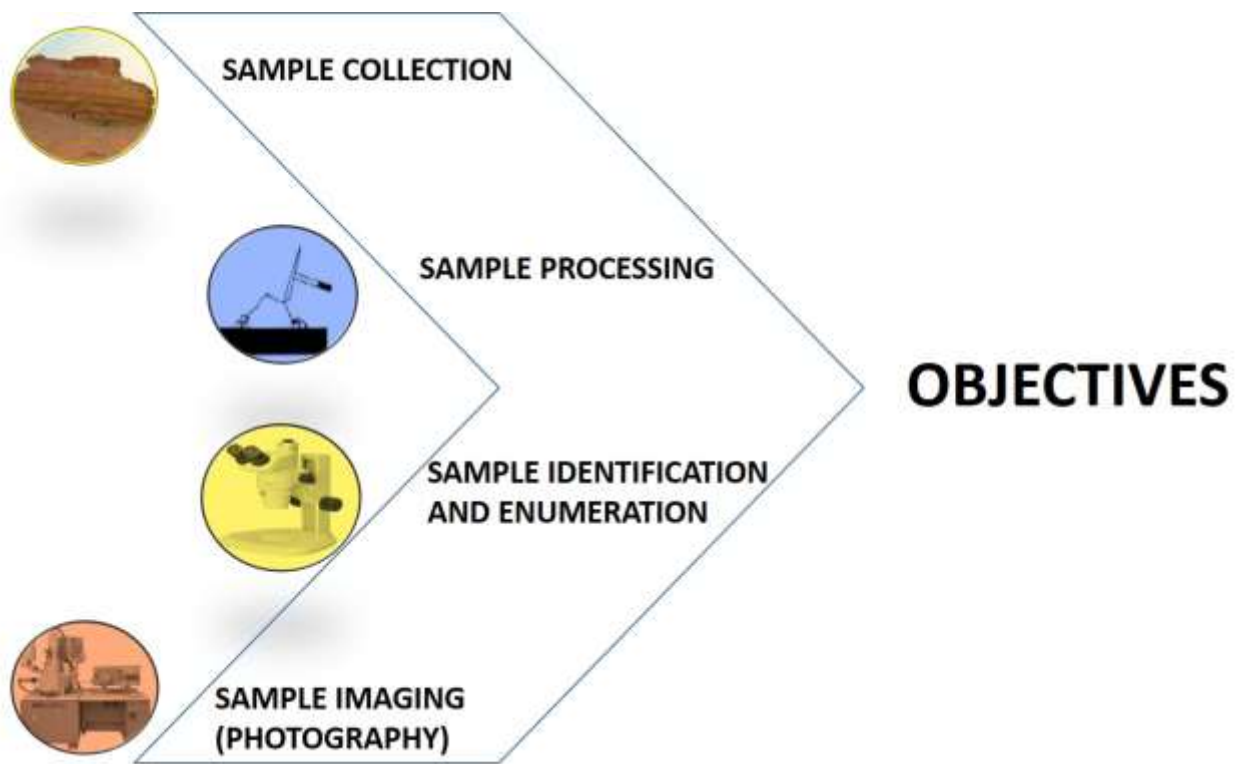 SAMPLE COLLECTION
SAMPLE PROCESSING
OBJECTIVES
SAMPLE IDENTIFICATION
AND ENUMERATION
SAMPLE IMAGING
(PHOTOGRAPHY)